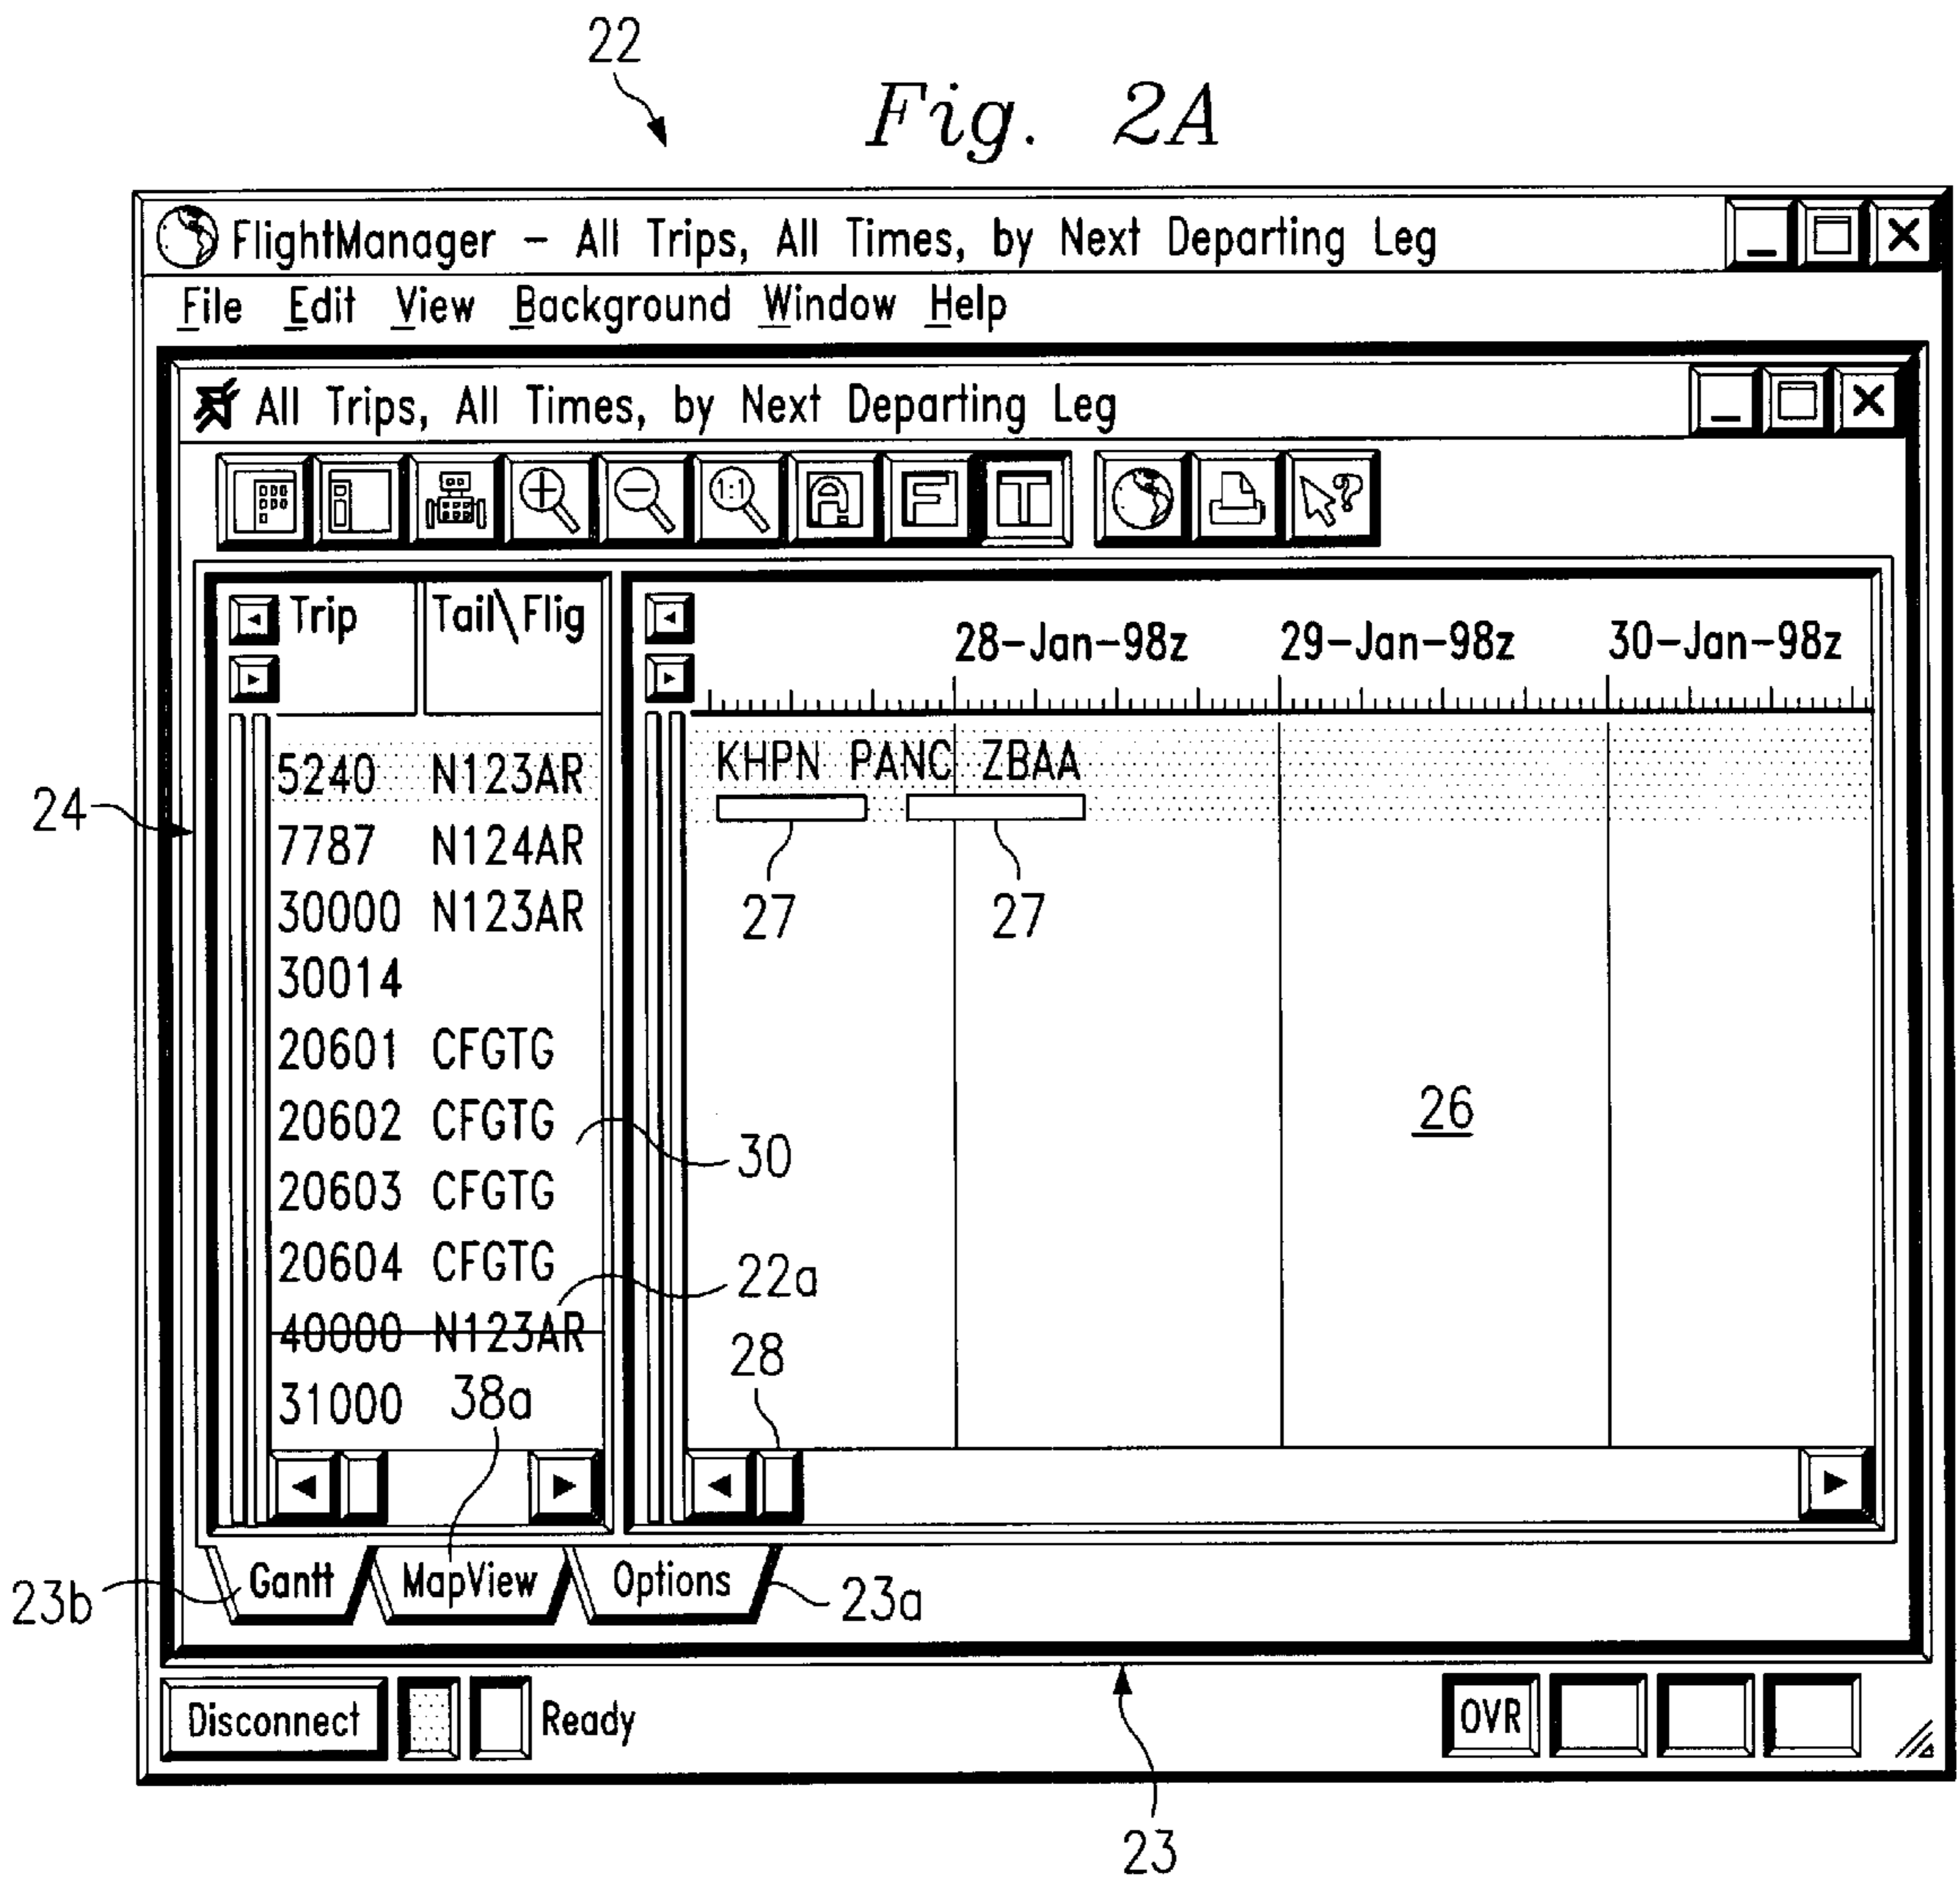 22
Fig. 2A
FlightManager – All Trips, All Times, by Next Departing Leg
File Edit View Background Window Help
All Trips, All Times, by Next Departing Leg
1:1 A F T ?
Trip Tail\Flig
28-Jan-98z 29-Jan-98z 30-Jan-98z
5240 N123AR
KHPN PANC ZBAA
24
7787 N124AR
27 27
30000 N123AR
30014
20601 CFGTG
26
20602 CFGTG
30
20603 CFGTG
20604 CFGTG
22a
40000 N123AR
28
31000 38a
Gantt MapView Options
23b 23a
Disconnect Ready OVR
23